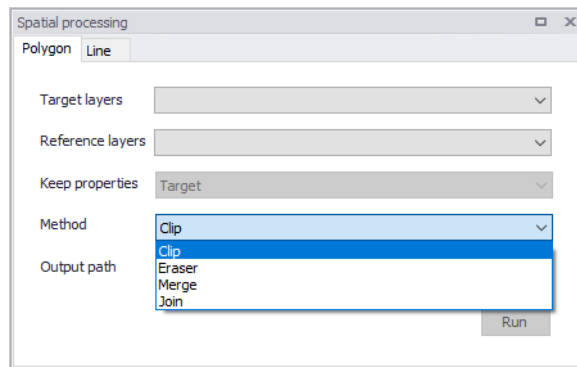 Spatial processing
Polygon Line
Target layers
Reference layers
Keep properties Target
Method Clip
Clip
Eraser
Merge
Join
Output path
Run